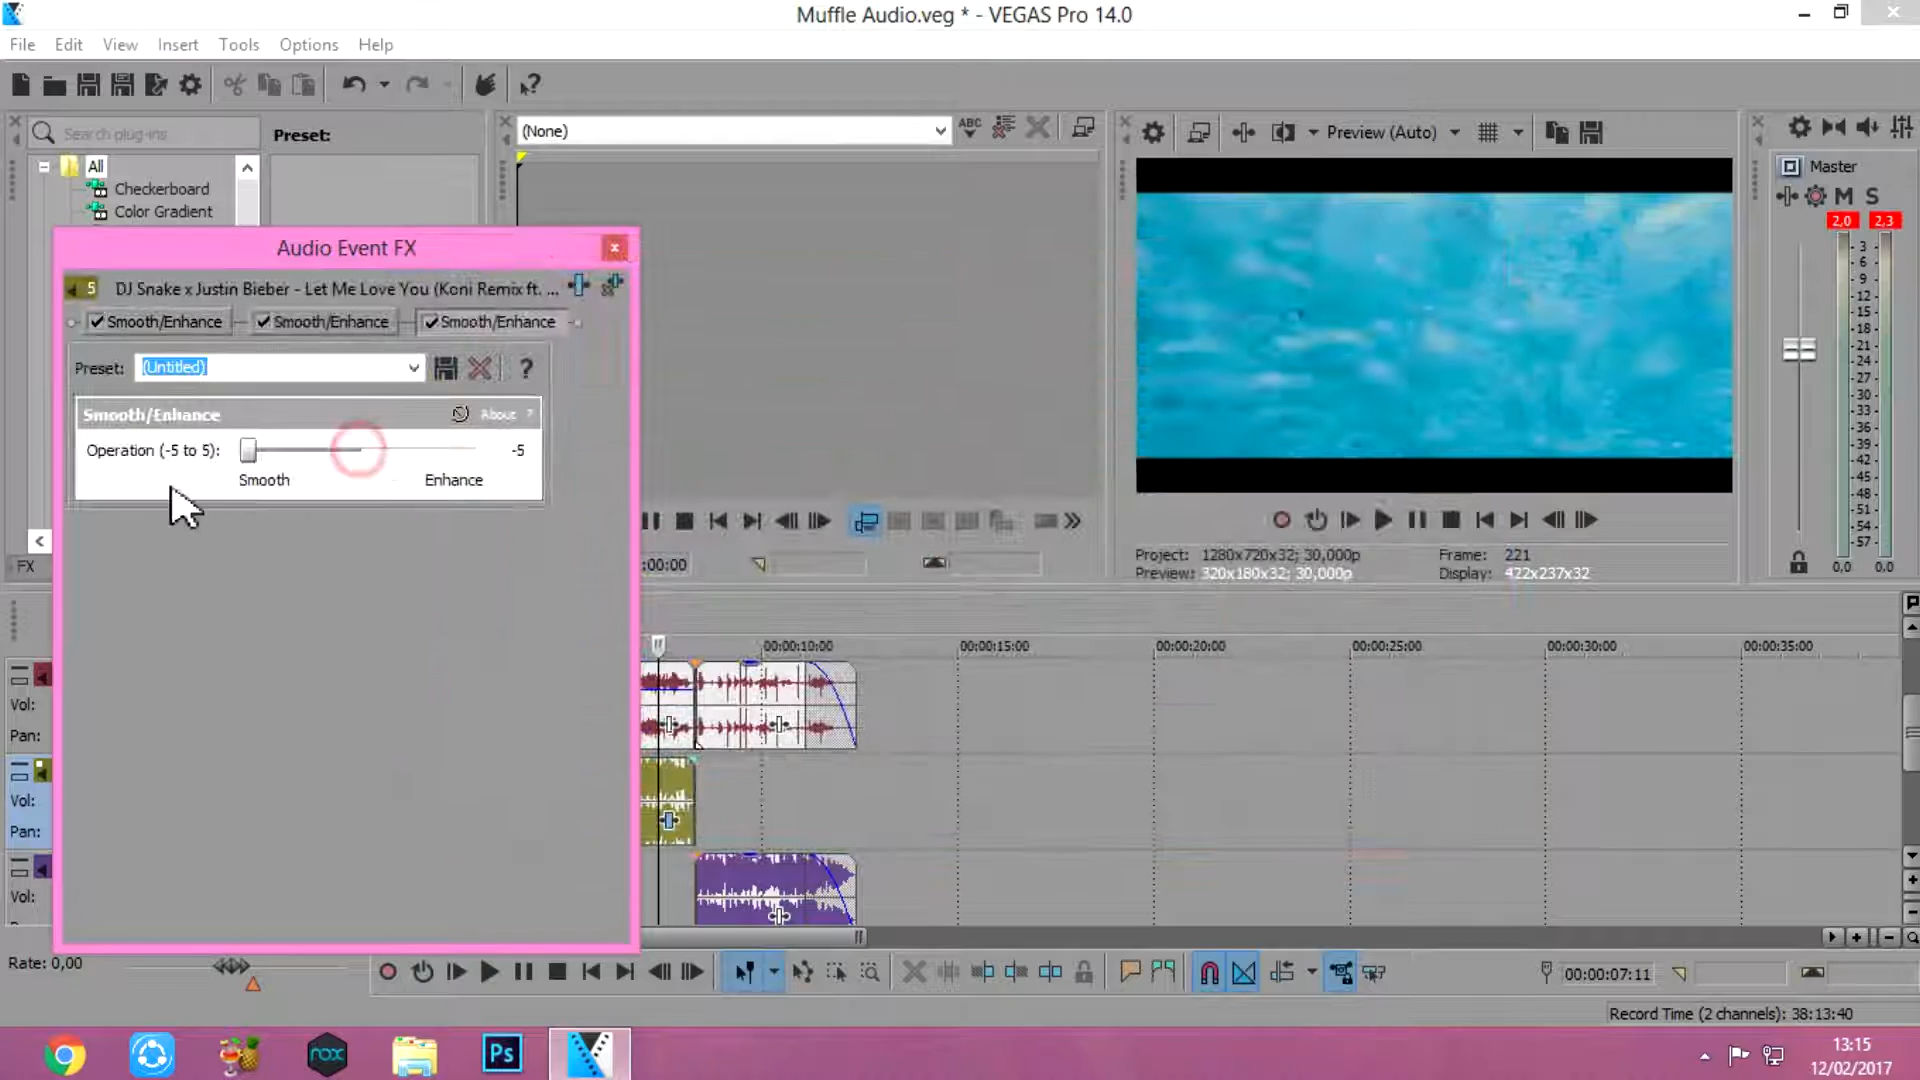 Muffle Audio.veg * - VEGAS Pro 14.0
File Edit View Insert Tools Options Help
Search plug-ins
Preset:
All
Checkerboard
Color Gradient
(None)
ABC
Preview (Auto)
Master
M S
2,0 2,3
3
6
9
12
15
18
21
24
27
30
33
36
39
42
45
48
51
54
57
0,0 0.0
Audio Event FX
5 DJ Snake x Justin Bieber - Let Me Love You (Koni Remix ft. ...
Smooth/Enhance Smooth/Enhance Smooth/Enhance
Preset: (Untitled) ?
Smooth/Enhance About ?
Operation (-5 to 5): -5
Smooth Enhance
FX
:00:00
Project: 1280x720x32; 30,000p Frame: 221
Preview: 320x180x32; 30,000p Display: 422x237x32
00:00:10:00 00:00:15:00 00:00:20:00 00:00:25:00 00:00:30:00 00:00:35:00
Vol:
Pan:
Vol:
Pan:
Vol:
Rate: 0,00
00:00:07:11
Record Time (2 channels): 38:13:40
nox
Ps
13:15
12/02/2017